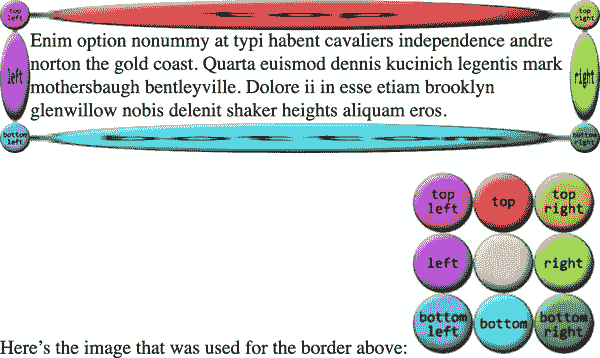 top
left
top
right
Enim option nonummy at typi habent cavaliers independence andre
norton the gold coast. Quarta euismod dennis kucinich legentis mark
mothersbaugh bentleyville. Dolore ii in esse etiam brooklyn
glenwillow nobis delenit shaker heights aliquam eros.
left
right
bottom
left
bottom
right
top
left
top
top
right
left
right
bottom
left
bottom
bottom
right
Here’s the image that was used for the border above: